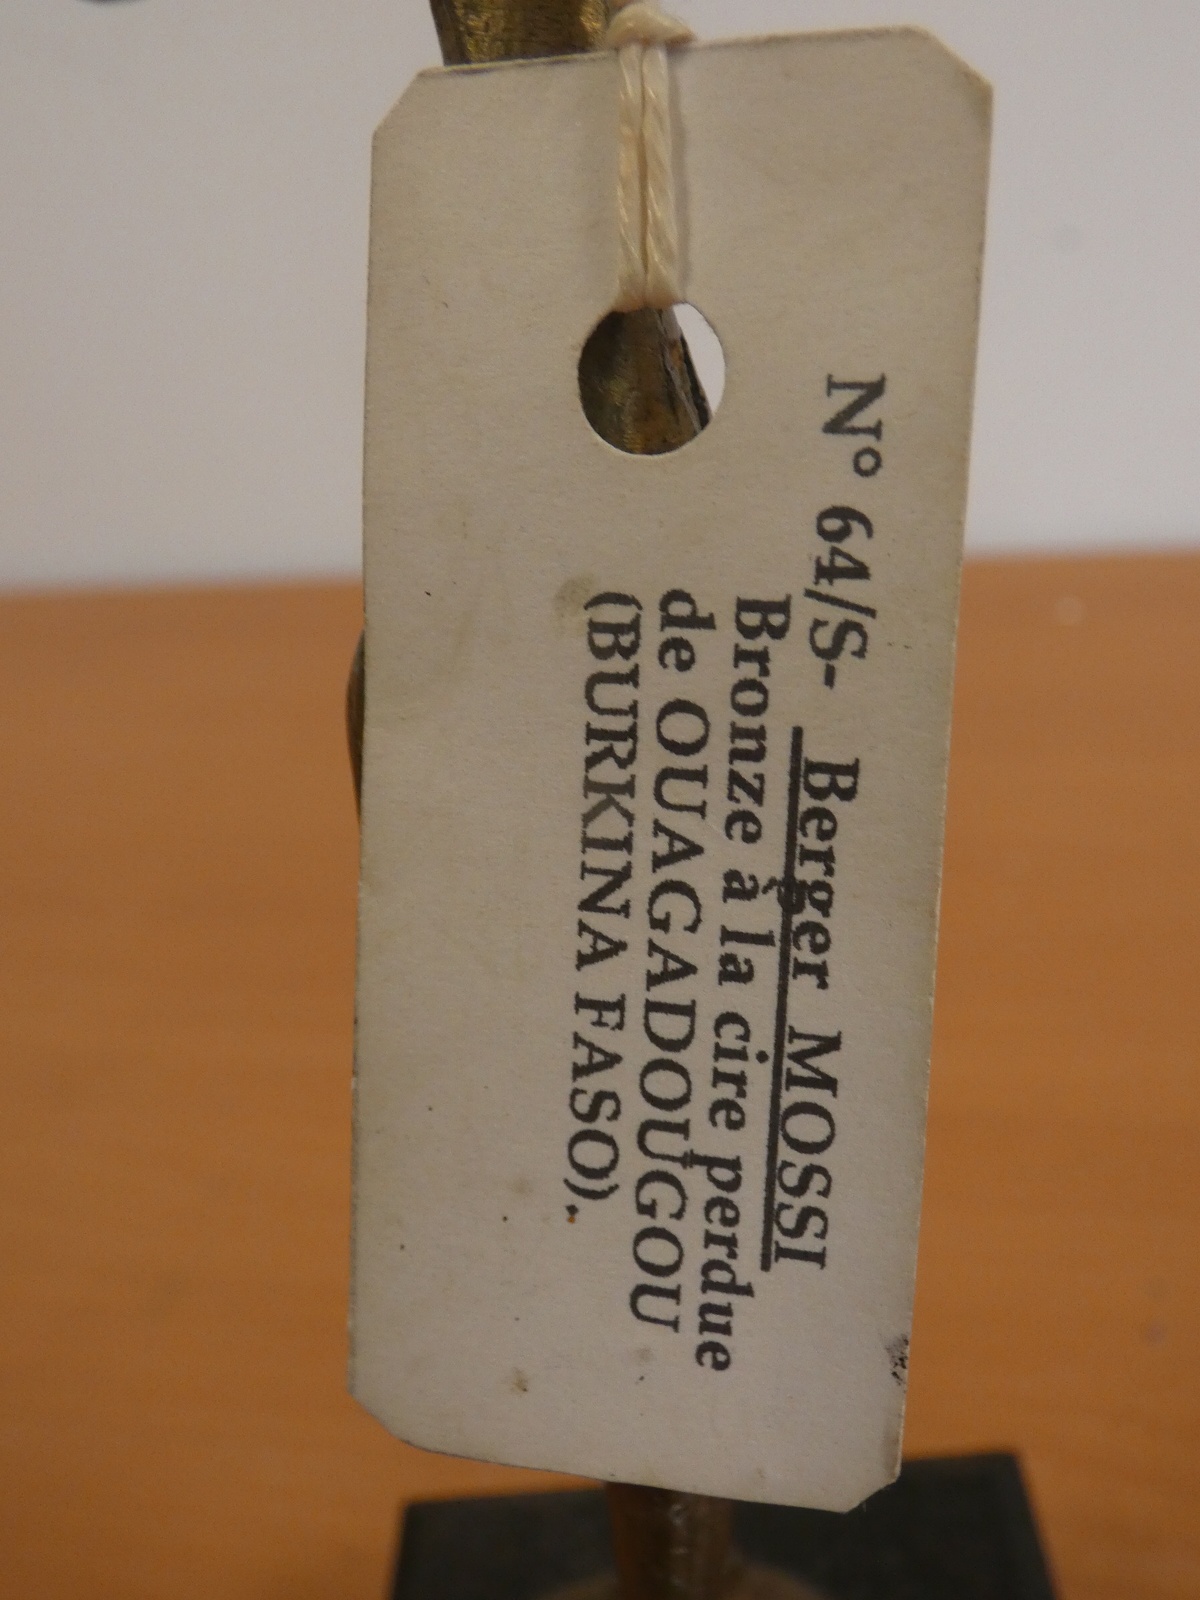 N° 64/S- Berger MOSSI
Bronze à la cire perdue
de OUAGADOUGOU
(BURKINA FASO).